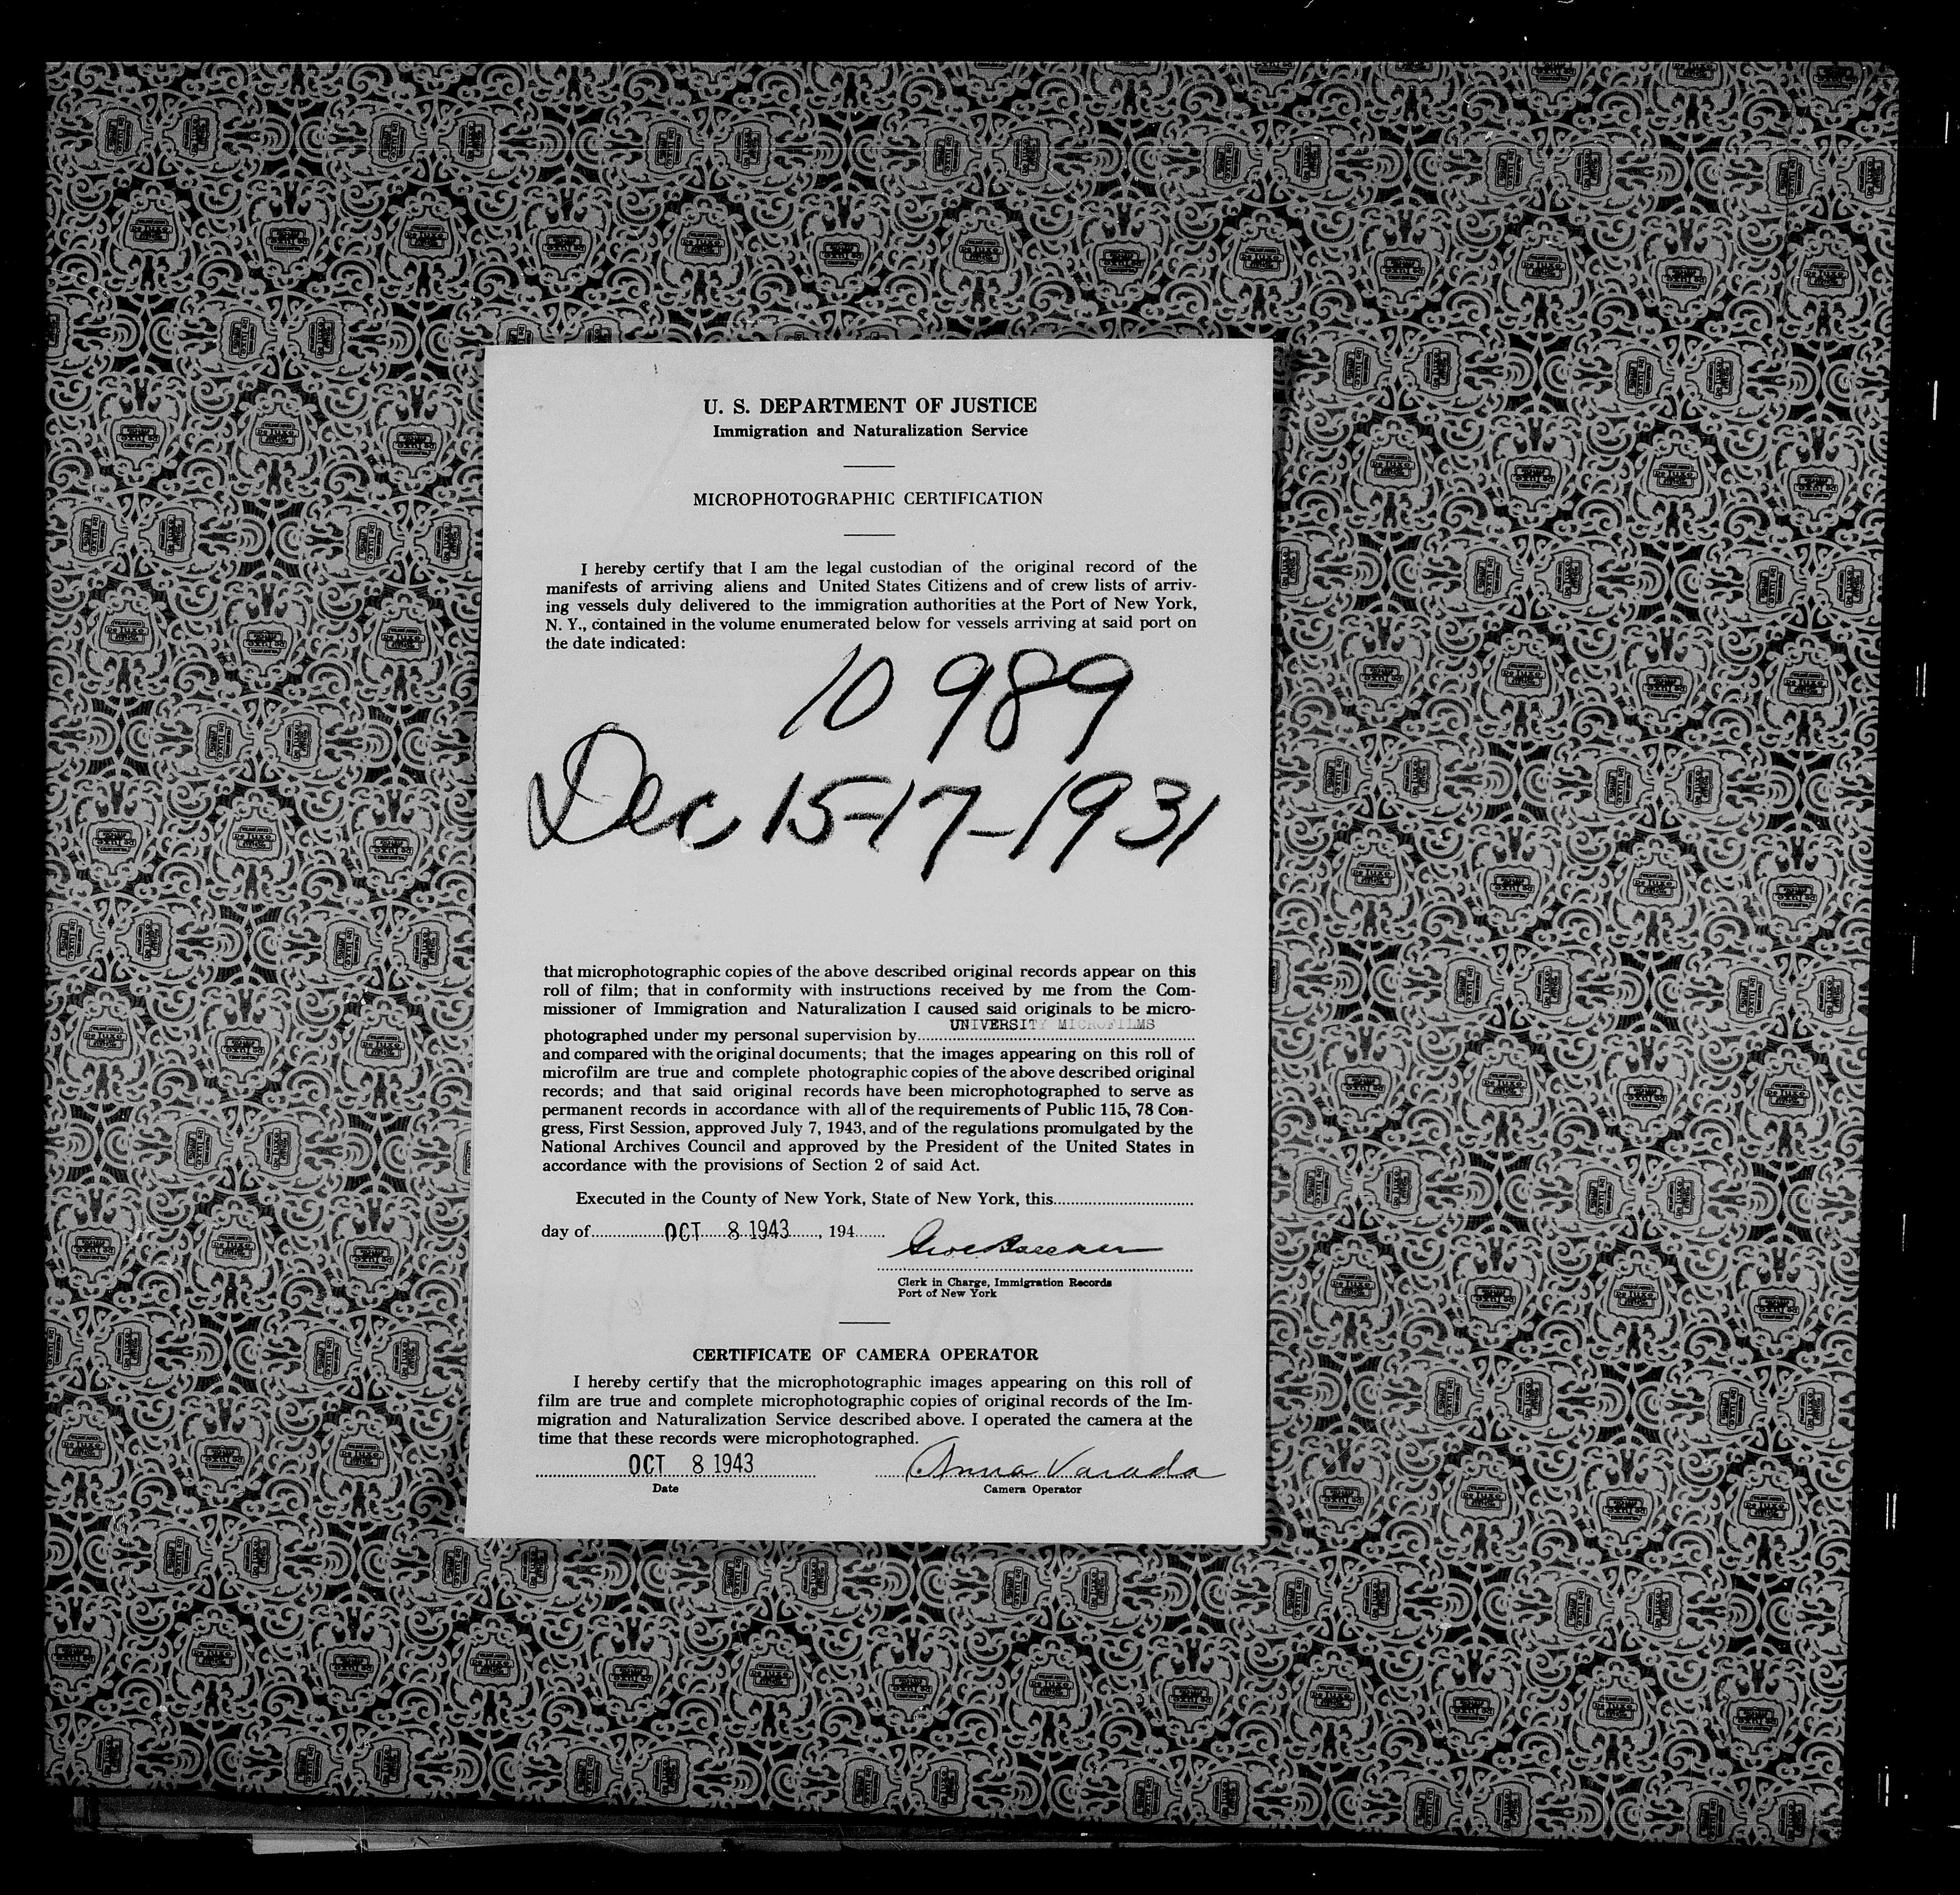 U. S. DEPARTMENT OF JUSTICE
Immigration and Naturalization Service
MICROPHOTOGRAPHIC CERTIFICATION
I hereby certify that I am the legal custodian of the original record of the
manifests of arriving aliens and United States Citizens and of crew lists of arriv-
ing vessels duly delivered to the immigration authorities at the Port of New York,
N. Y., contained in the volume enumerated below for vessels arriving at said port on
the date indicated:
10 989
Dec 15-17-1931
that microphotographic copies of the above described original records appear on this
roll of film; that in conformity with instructions received by me from the Com-
missioner of Immigration and Naturalization I caused said originals to be micro-
photographed under my personal supervision by UNIVERSITY MICROFILMS
and compared with the original documents; that the images appearing on this roll of
microfilm are true and complete photographic copies of the above described original
records; and that said original records have been microphotographed to serve as
permanent records in accordance with all of the requirements of Public 115, 78 Con-
gress, First Session, approved July 7, 1943, and of the regulations promulgated by the
National Archives Council and approved by the President of the United States in
accordance with the provisions of Section 2 of said Act.
Executed in the County of New York, State of New York, this
day of OCT 8 1943, 194
Clerk in Charge, Immigration Records
Port of New York
CERTIFICATE OF CAMERA OPERATOR
I hereby certify that the microphotographic images appearing on this roll of
film are true and complete microphotographic copies of original records of the Im-
migration and Naturalization Service described above. I operated the camera at the
time that these records were microphotographed.
OCT 8 1943 Anna Varada
Date Camera Operator